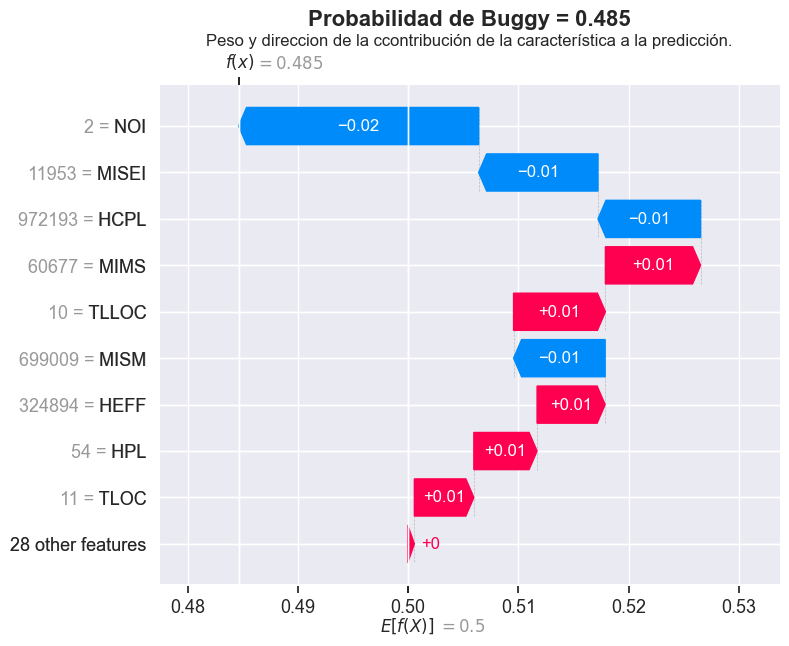 Probabilidad de Buggy = 0.485
Peso y direccion de la ccontribución de la característica a la predicción.
f(x) = 0.485
2 = NOI
−0.02
11953 = MISEI
−0.01
972193 = HCPL
−0.01
60677 = MIMS
+0.01
10 = TLLOC
+0.01
699009 = MISM
−0.01
324894 = HEFF
+0.01
54 = HPL
+0.01
11 = TLOC
+0.01
28 other features
+0
0.48 0.49 0.50 0.51 0.52 0.53
E[f(X)] = 0.5